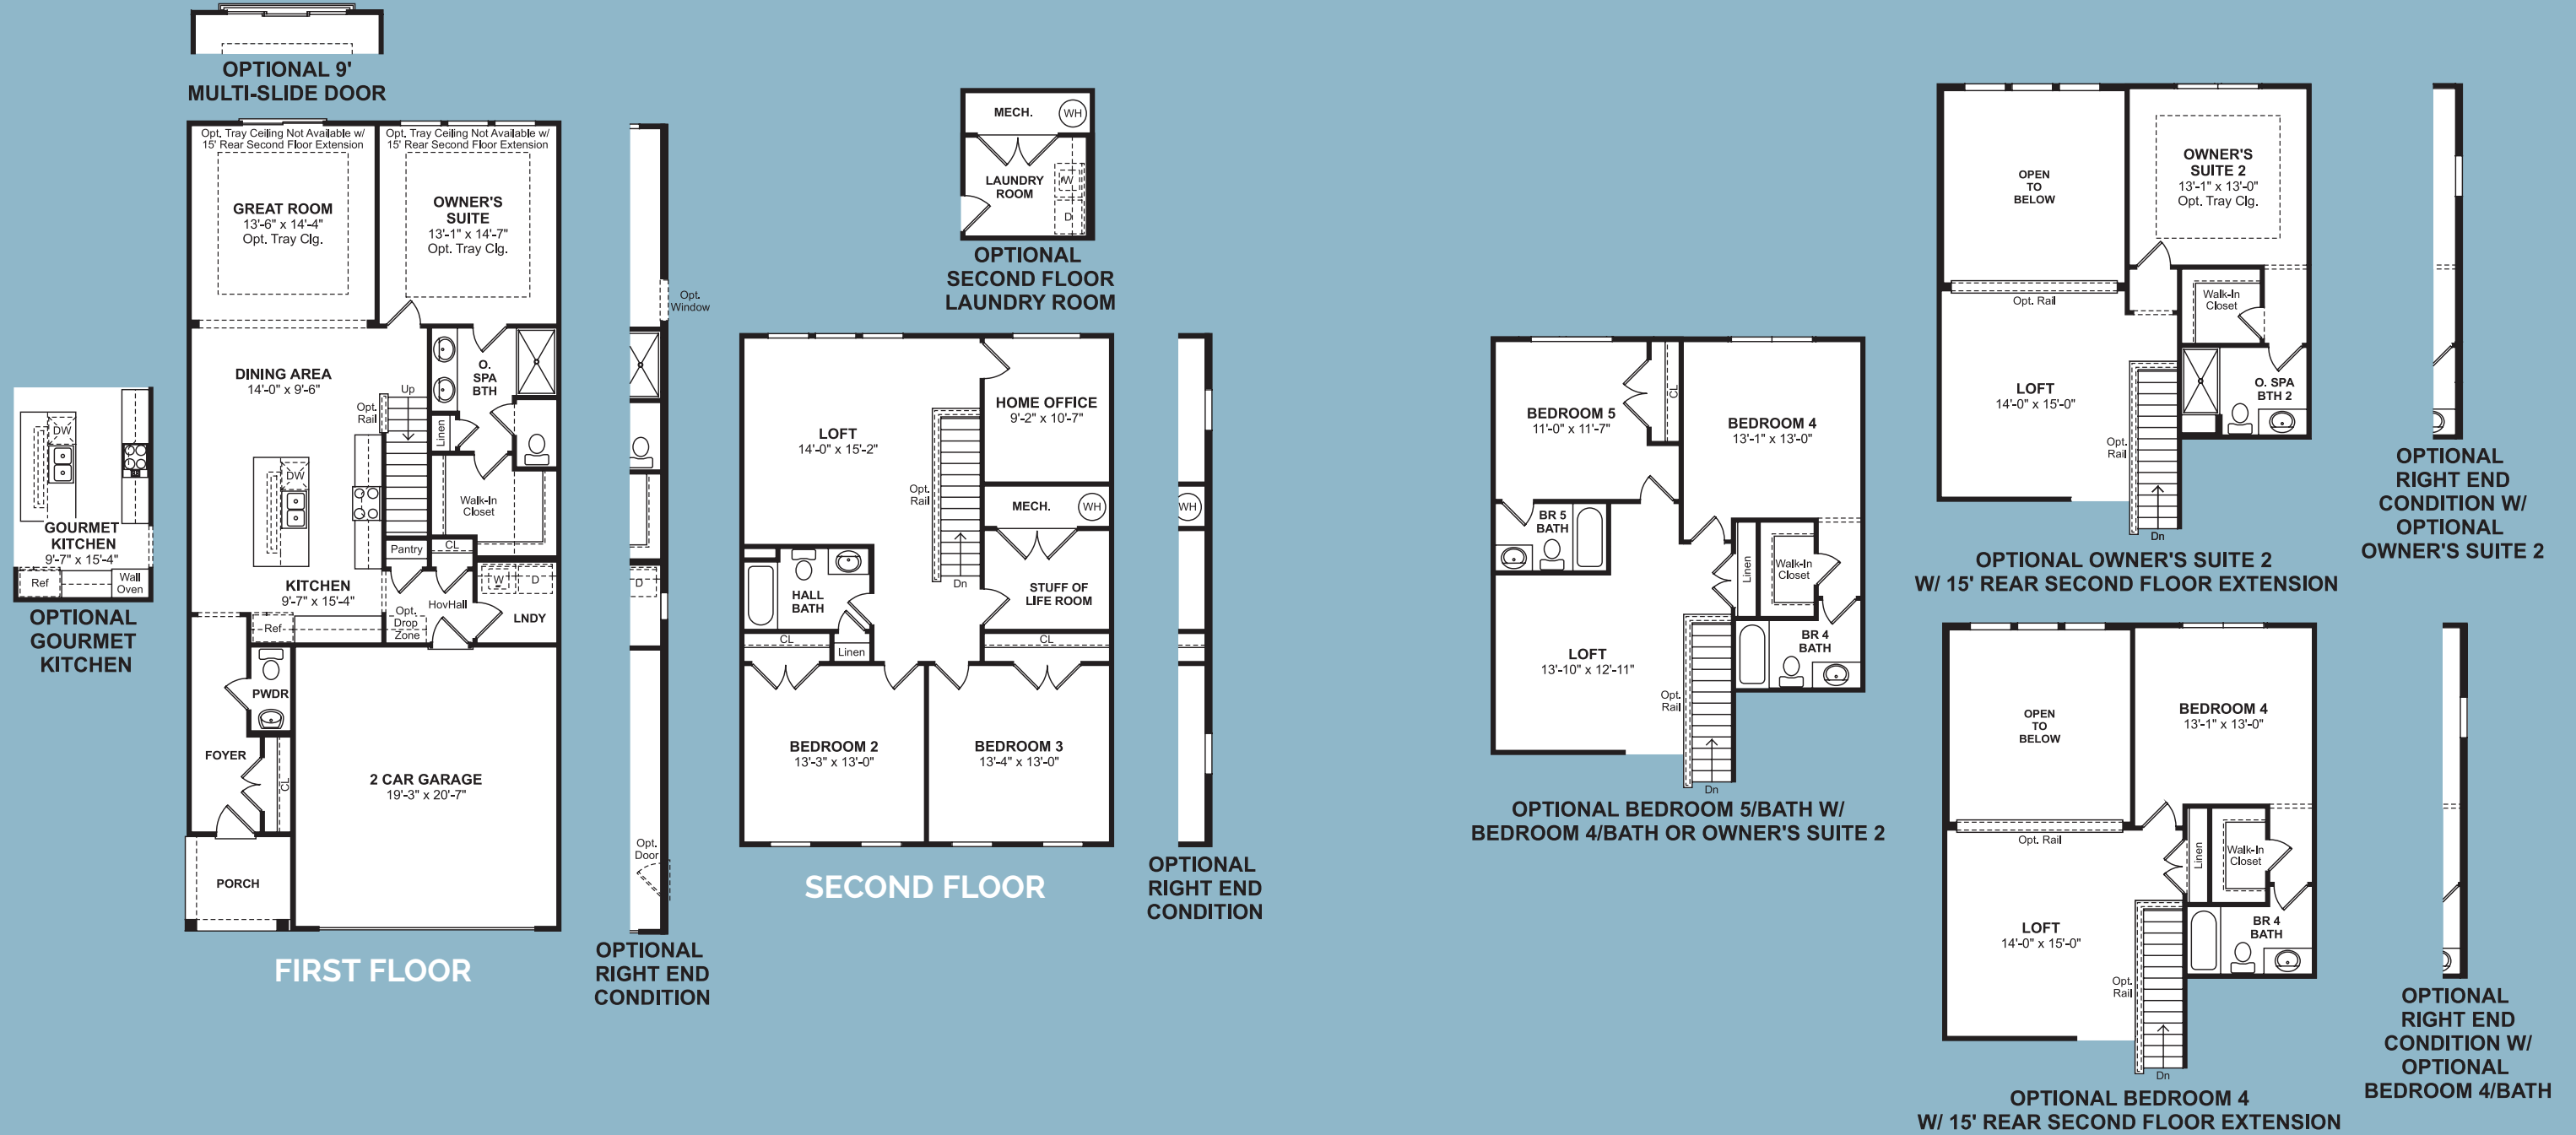 OPTIONAL 9'
MULTI-SLIDE DOOR
Opt. Tray Ceiling Not Available w/
15' Rear Second Floor Extension
Opt. Tray Ceiling Not Available w/
15' Rear Second Floor Extension
GREAT ROOM
13'-6" x 14'-4"
Opt. Tray Clg.
OWNER'S
SUITE
13'-1" x 14'-7"
Opt. Tray Clg.
DINING AREA
14'-0" x 9'-6"
Up
Opt.
Rail
O.
SPA
BTH
Linen
DW
Walk-In
Closet
Pantry
CL
KITCHEN
9'-7" x 15'-4"
HovHall
W
D
LNDY
Opt.
Drop
Zone
Ref
PWDR
FOYER
CL
2 CAR GARAGE
19'-3" x 20'-7"
PORCH
FIRST FLOOR
DW
GOURMET
KITCHEN
9'-7" x 15'-4"
Ref
Wall
Oven
OPTIONAL
GOURMET
KITCHEN
Opt.
Window
D
Opt.
Door
OPTIONAL
RIGHT END
CONDITION
MECH.
WH
LAUNDRY
ROOM
W
D
OPTIONAL
SECOND FLOOR
LAUNDRY ROOM
LOFT
14'-0" x 15'-2"
HOME OFFICE
9'-2" x 10'-7"
Opt.
Rail
MECH.
WH
Dn
STUFF OF
LIFE ROOM
HALL
BATH
CL
Linen
CL
BEDROOM 2
13'-3" x 13'-0"
BEDROOM 3
13'-4" x 13'-0"
SECOND FLOOR
WH
OPTIONAL
RIGHT END
CONDITION
BEDROOM 5
11'-0" x 11'-7"
CL
BEDROOM 4
13'-1" x 13'-0"
BR 5
BATH
Linen
Walk-In
Closet
LOFT
13'-10" x 12'-11"
BR 4
BATH
Opt.
Rail
Dn
OPTIONAL BEDROOM 5/BATH W/
BEDROOM 4/BATH OR OWNER'S SUITE 2
OPEN
TO
BELOW
OWNER'S
SUITE 2
13'-1" x 13'-0"
Opt. Tray Clg.
Opt. Rail
Walk-In
Closet
LOFT
14'-0" x 15'-0"
O. SPA
BTH 2
Opt.
Rail
Dn
OPTIONAL OWNER'S SUITE 2
W/ 15' REAR SECOND FLOOR EXTENSION
OPTIONAL
RIGHT END
CONDITION W/
OPTIONAL
OWNER'S SUITE 2
OPEN
TO
BELOW
BEDROOM 4
13'-1" x 13'-0"
Opt. Rail
Linen
Walk-In
Closet
LOFT
14'-0" x 15'-0"
BR 4
BATH
Opt.
Rail
Dn
OPTIONAL BEDROOM 4
W/ 15' REAR SECOND FLOOR EXTENSION
OPTIONAL
RIGHT END
CONDITION W/
OPTIONAL
BEDROOM 4/BATH